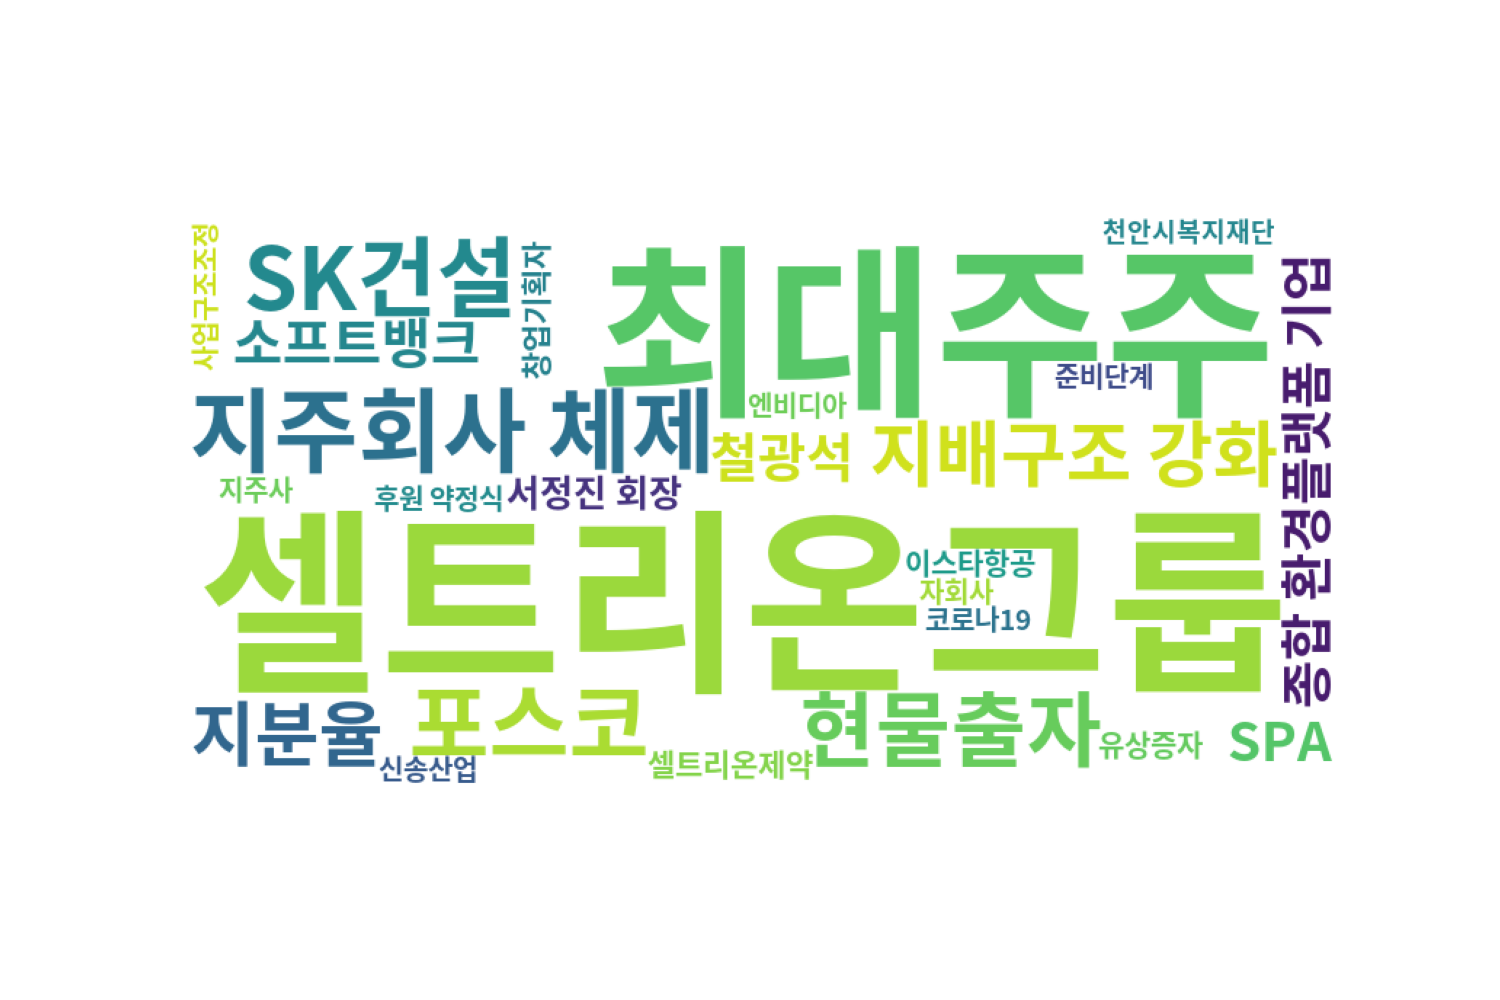 천안시복지재단
사업구조조정
SK건설
창업기획자
최대주주
종합 환경플랫폼 기업
소프트뱅크
준비단계
지주회사 체제
엔비디아
철광석
지배구조 강화
지주사
후원 약정식
서정진 회장
셀트리온그룹
이스타항공
자회사
코로나19
지분율
포스코
현물출자
유상증자
SPA
신송산업
셀트리온제약